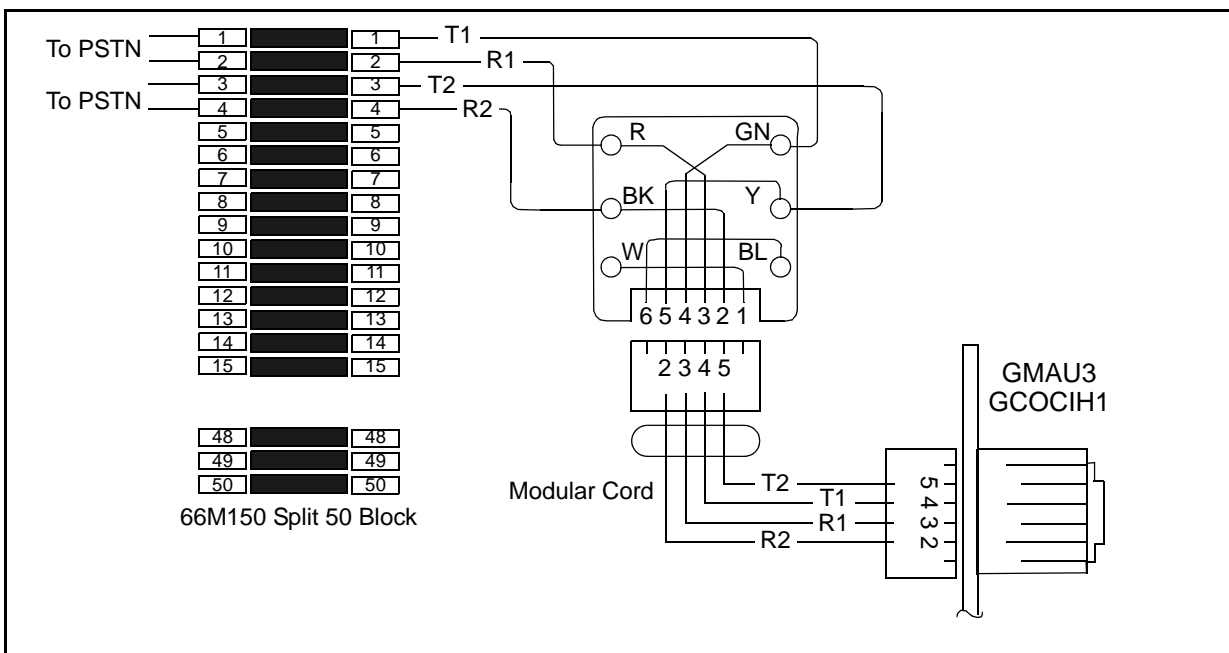 To PSTN
To PSTN
1 1
2 2
3 3
4 4
5 5
6 6
7 7
8 8
9 9
10 10
11 11
12 12
13 13
14 14
15 15
48 48
49 49
50 50
66M150 Split 50 Block
T1
R1
T2
R2
R GN
BK Y
W BL
6 5 4 3 2 1
2 3 4 5
Modular Cord
T2
T1
R1
R2
5 4 3 2
GMAU3
GCOCIH1